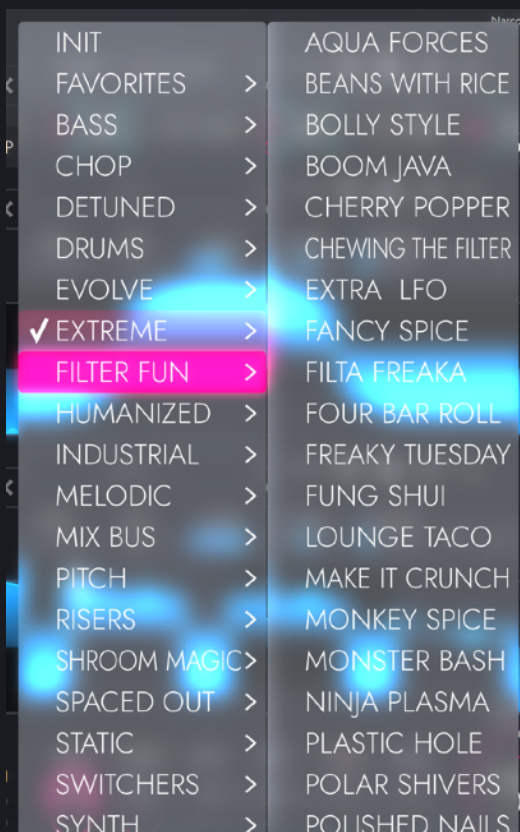 INIT
FAVORITES
BASS
CHOP
DETUNED
DRUMS
EVOLVE
EXTREME
FILTER FUN
HUMANIZED
INDUSTRIAL
MELODIC
MIX BUS
PITCH
RISERS
SHROOM MAGIC
SPACED OUT
STATIC
SWITCHERS
SYNTH
AQUA FORCES
BEANS WITH RICE
BOLLY STYLE
BOOM JAVA
CHERRY POPPER
CHEWING THE FILTER
EXTRA LFO
FANCY SPICE
FILTA FREAKA
FOUR BAR ROLL
FREAKY TUESDAY
FUNG SHUI
LOUNGE TACO
MAKE IT CRUNCH
MONKEY SPICE
MONSTER BASH
NINJA PLASMA
PLASTIC HOLE
POLAR SHIVERS
POLISHED NAILS